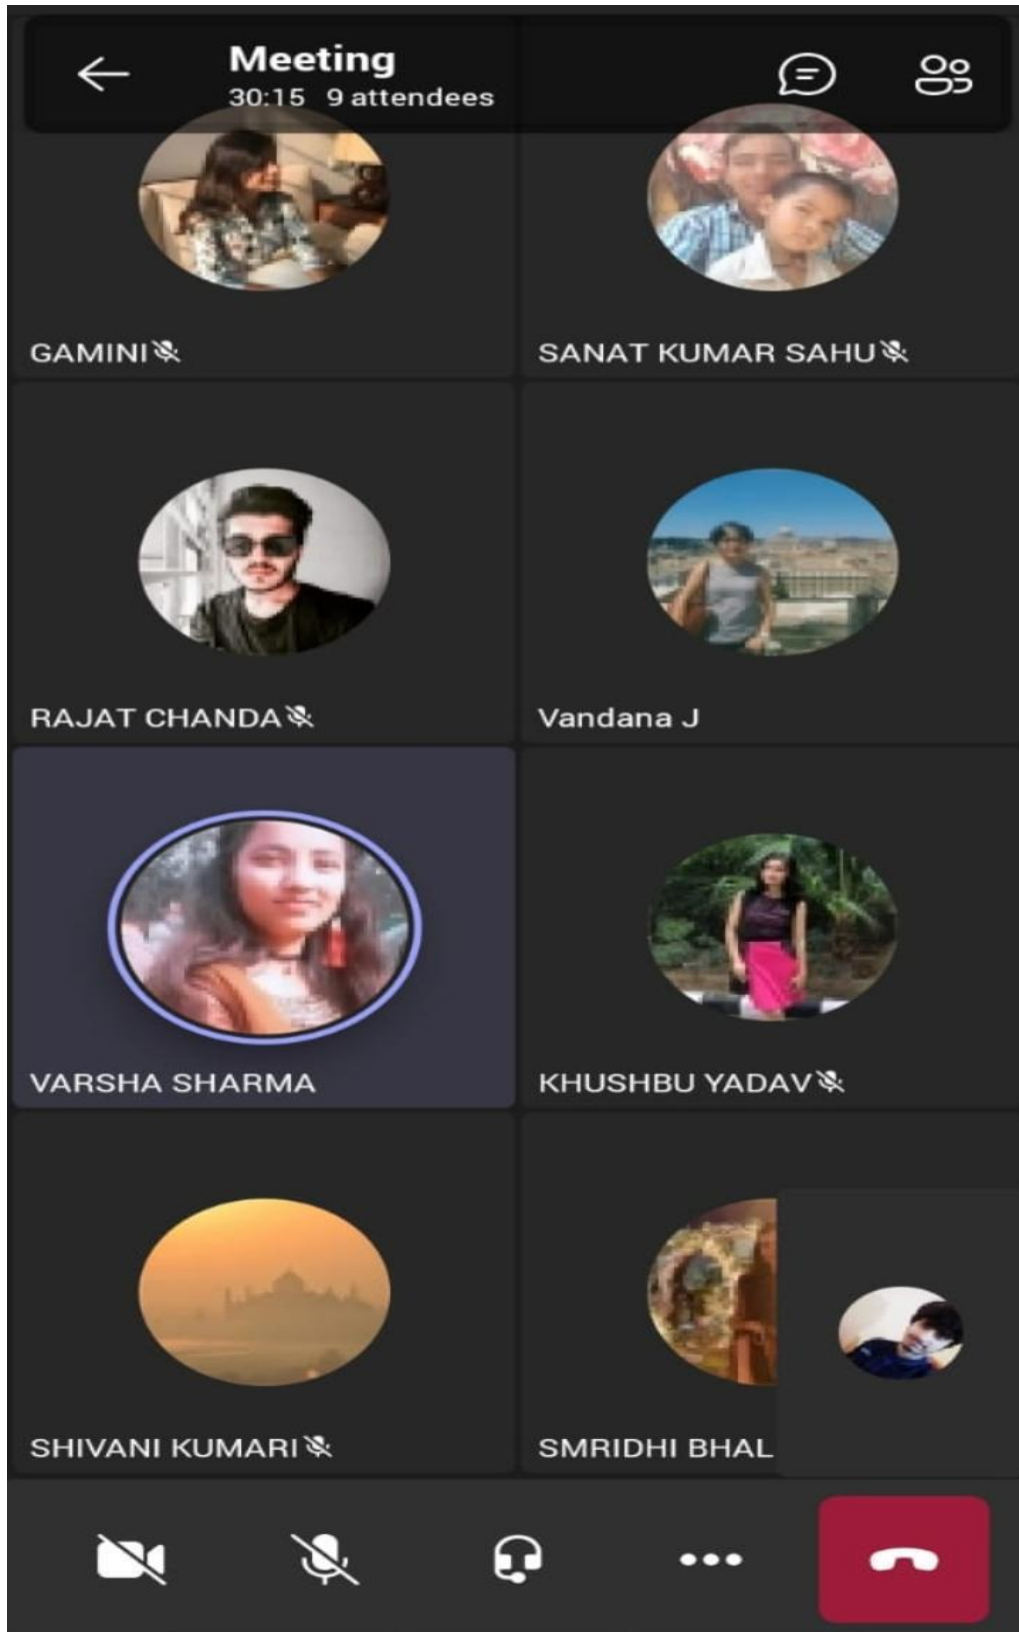 Meeting
30:15 9 attendees
GAMINI
SANAT KUMAR SAHU
RAJAT CHANDA
Vandana J
VARSHA SHARMA
KHUSHBU YADAV
SHIVANI KUMARI
SMRIDHI BHAL